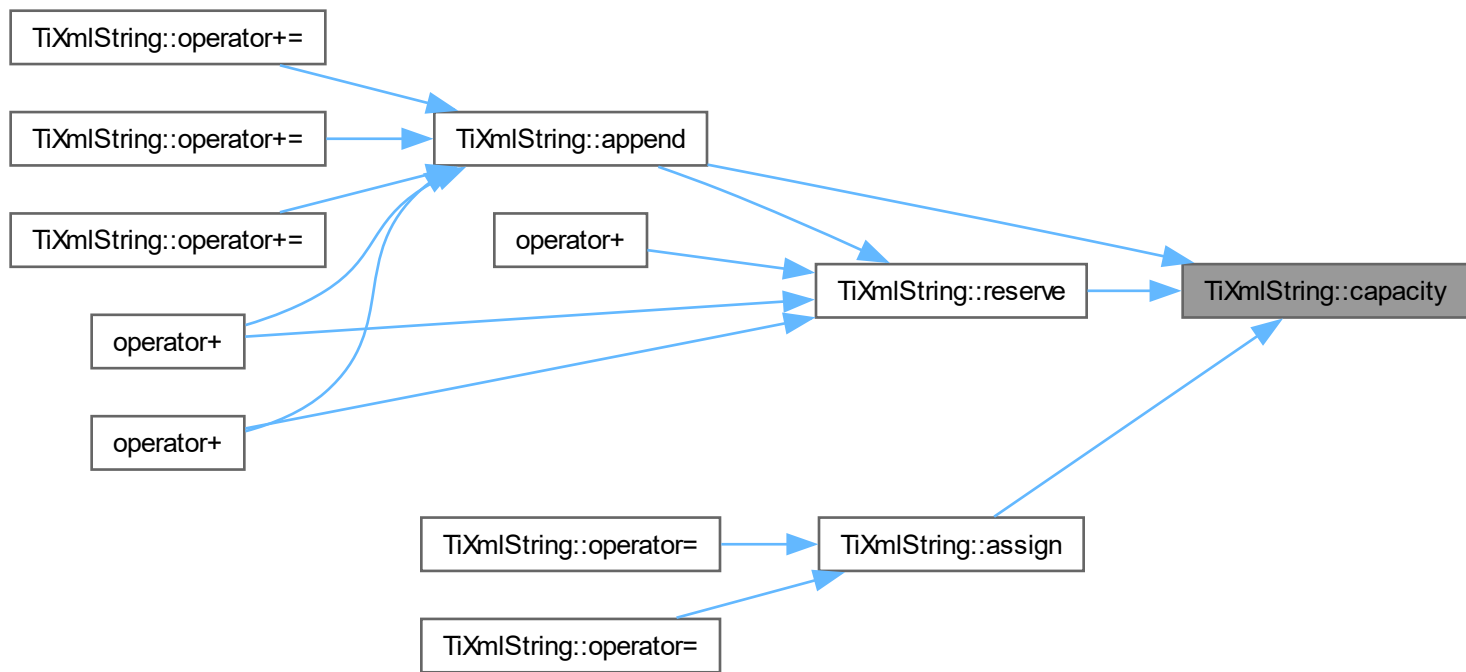 TiXmlString::operator+=
TiXmlString::operator+=
TiXmlString::append
TiXmlString::operator+=
operator+
TiXmlString::reserve
TiXmlString::capacity
operator+
operator+
TiXmlString::operator=
TiXmlString::assign
TiXmlString::operator=